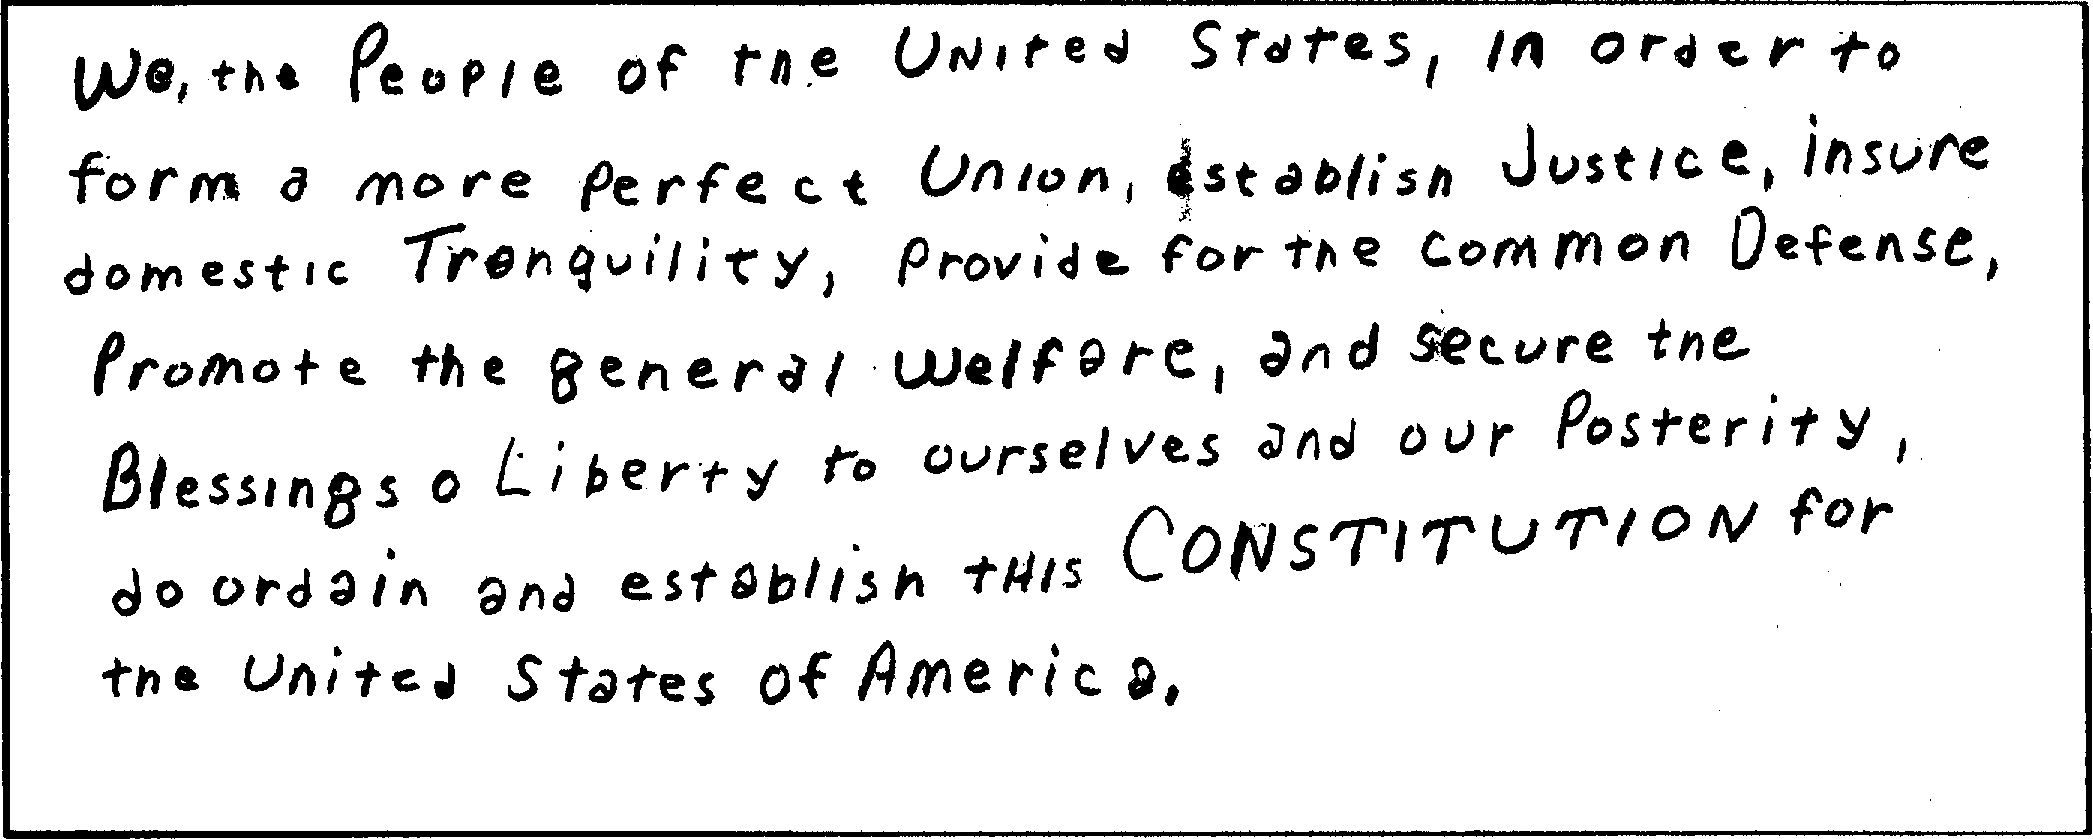 We, the People of the United States, in order to
form a more perfect Union, establish Justice, insure
domestic Tranquility, provide for the common Defense,
Promote the general Welfare, and secure the
Blessings o Liberty to ourselves and our Posterity,
do ordain and establish tHIS CONSTITUTION for
the United States of America.